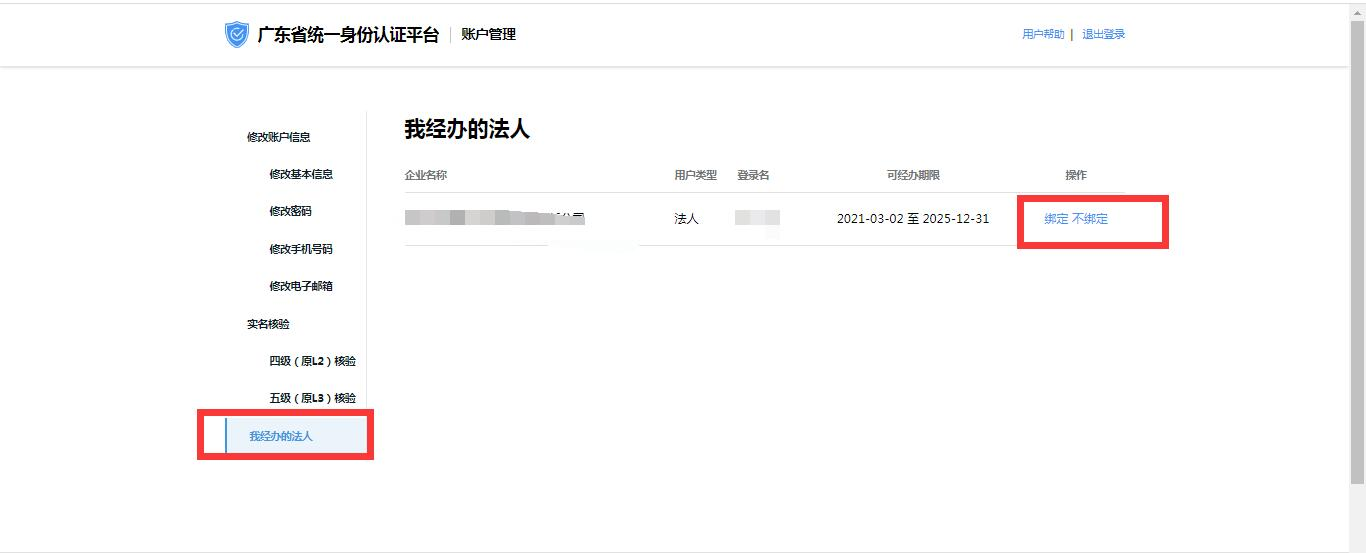 广东省统一身份认证平台 | 账户管理
用户帮助 | 退出登录
修改账户信息
修改基本信息
修改密码
修改手机号码
修改电子邮箱
实名核验
四级（原L2）核验
五级（原L3）核验
我经办的法人
我经办的法人
企业名称 用户类型 登录名 可经办期限 操作
法人 2021-03-02 至 2025-12-31 绑定 不绑定